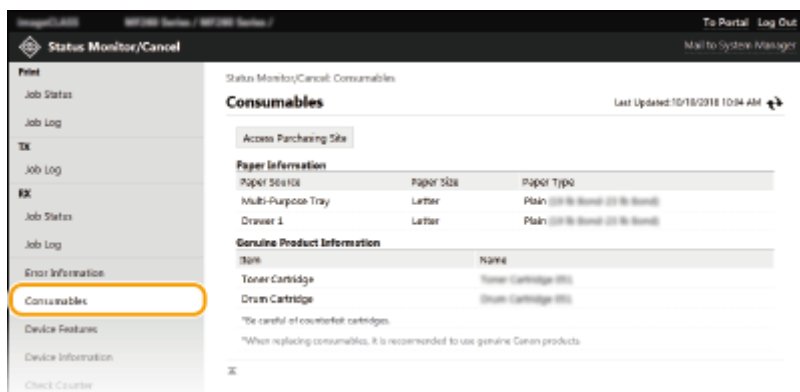 To Portal Log Out
Status Monitor/Cancel
Mail to System Manager
Print
Job Status
Job Log
TX
Job Log
RX
Job Status
Job Log
Error Information
Consumables
Device Features
Device Information
Check Counter
Status Monitor/Cancel: Consumables
Consumables
Last Updated:10/18/2018 10:04 AM
Access Purchasing Site
Paper Information
Paper Source Paper Size Paper Type
Multi-Purpose Tray Letter Plain
Drawer 1 Letter Plain
Genuine Product Information
Item Name
Toner Cartridge
Drum Cartridge
*Be careful of counterfeit cartridges.
*When replacing consumables, it is recommended to use genuine Canon products.